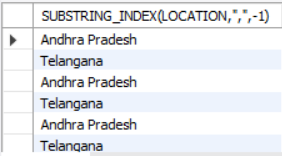 SUBSTRING_INDEX(LOCATION,",",-1)
Andhra Pradesh
Telangana
Andhra Pradesh
Telangana
Andhra Pradesh
Telangana